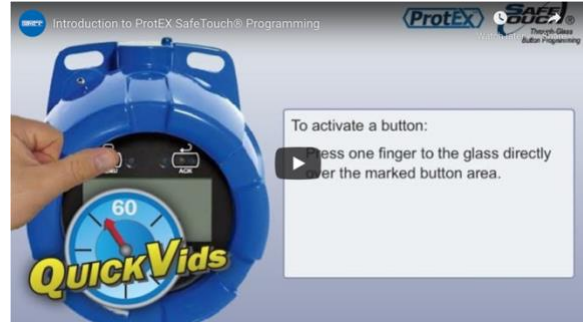 Introduction to ProtEX SafeTouch® Programming
ProtEX
SAFE
TOUCH®
Through-Glass
Button Programming
MENU
ACK
To activate a button:
Press one finger to the glass directly
over the marked button area.
60
QUICKVIDS